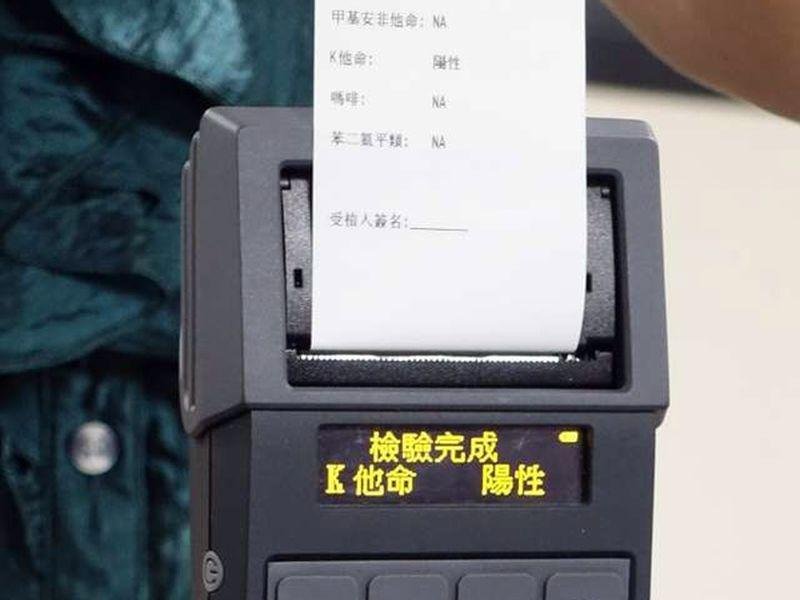 甲基安非他命: NA
K他命: 陽性
嗎啡: NA
苯二氮平類: NA
受檢人簽名:______
檢驗完成
K他命 陽性